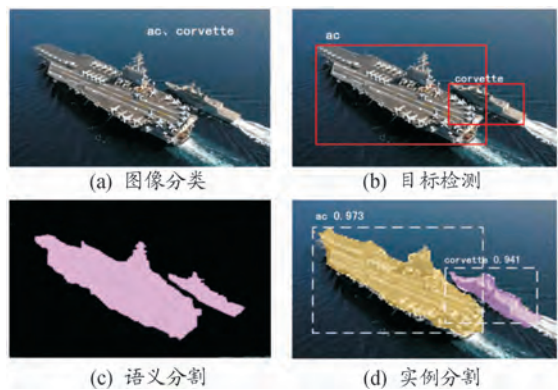 ac、corvette
ac
corvette
(a) 图像分类
(b) 目标检测
ac 0.973
corvette 0.941
(c) 语义分割
(d) 实例分割